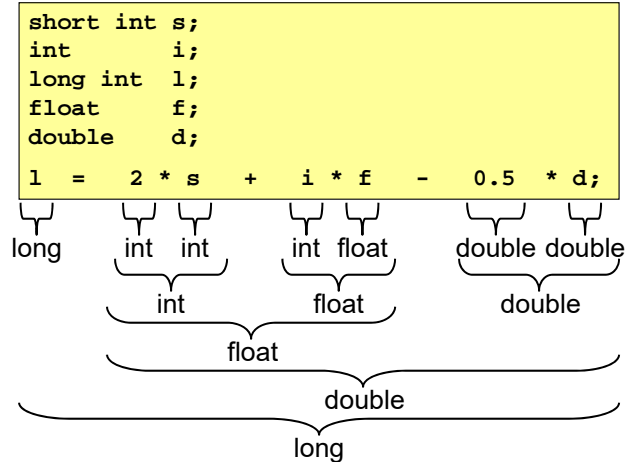 short int s;
int i;
long int l;
float f;
double d;
l = 2 * s + i * f - 0.5 * d;
long int int int float double double
int float double
float
double
long